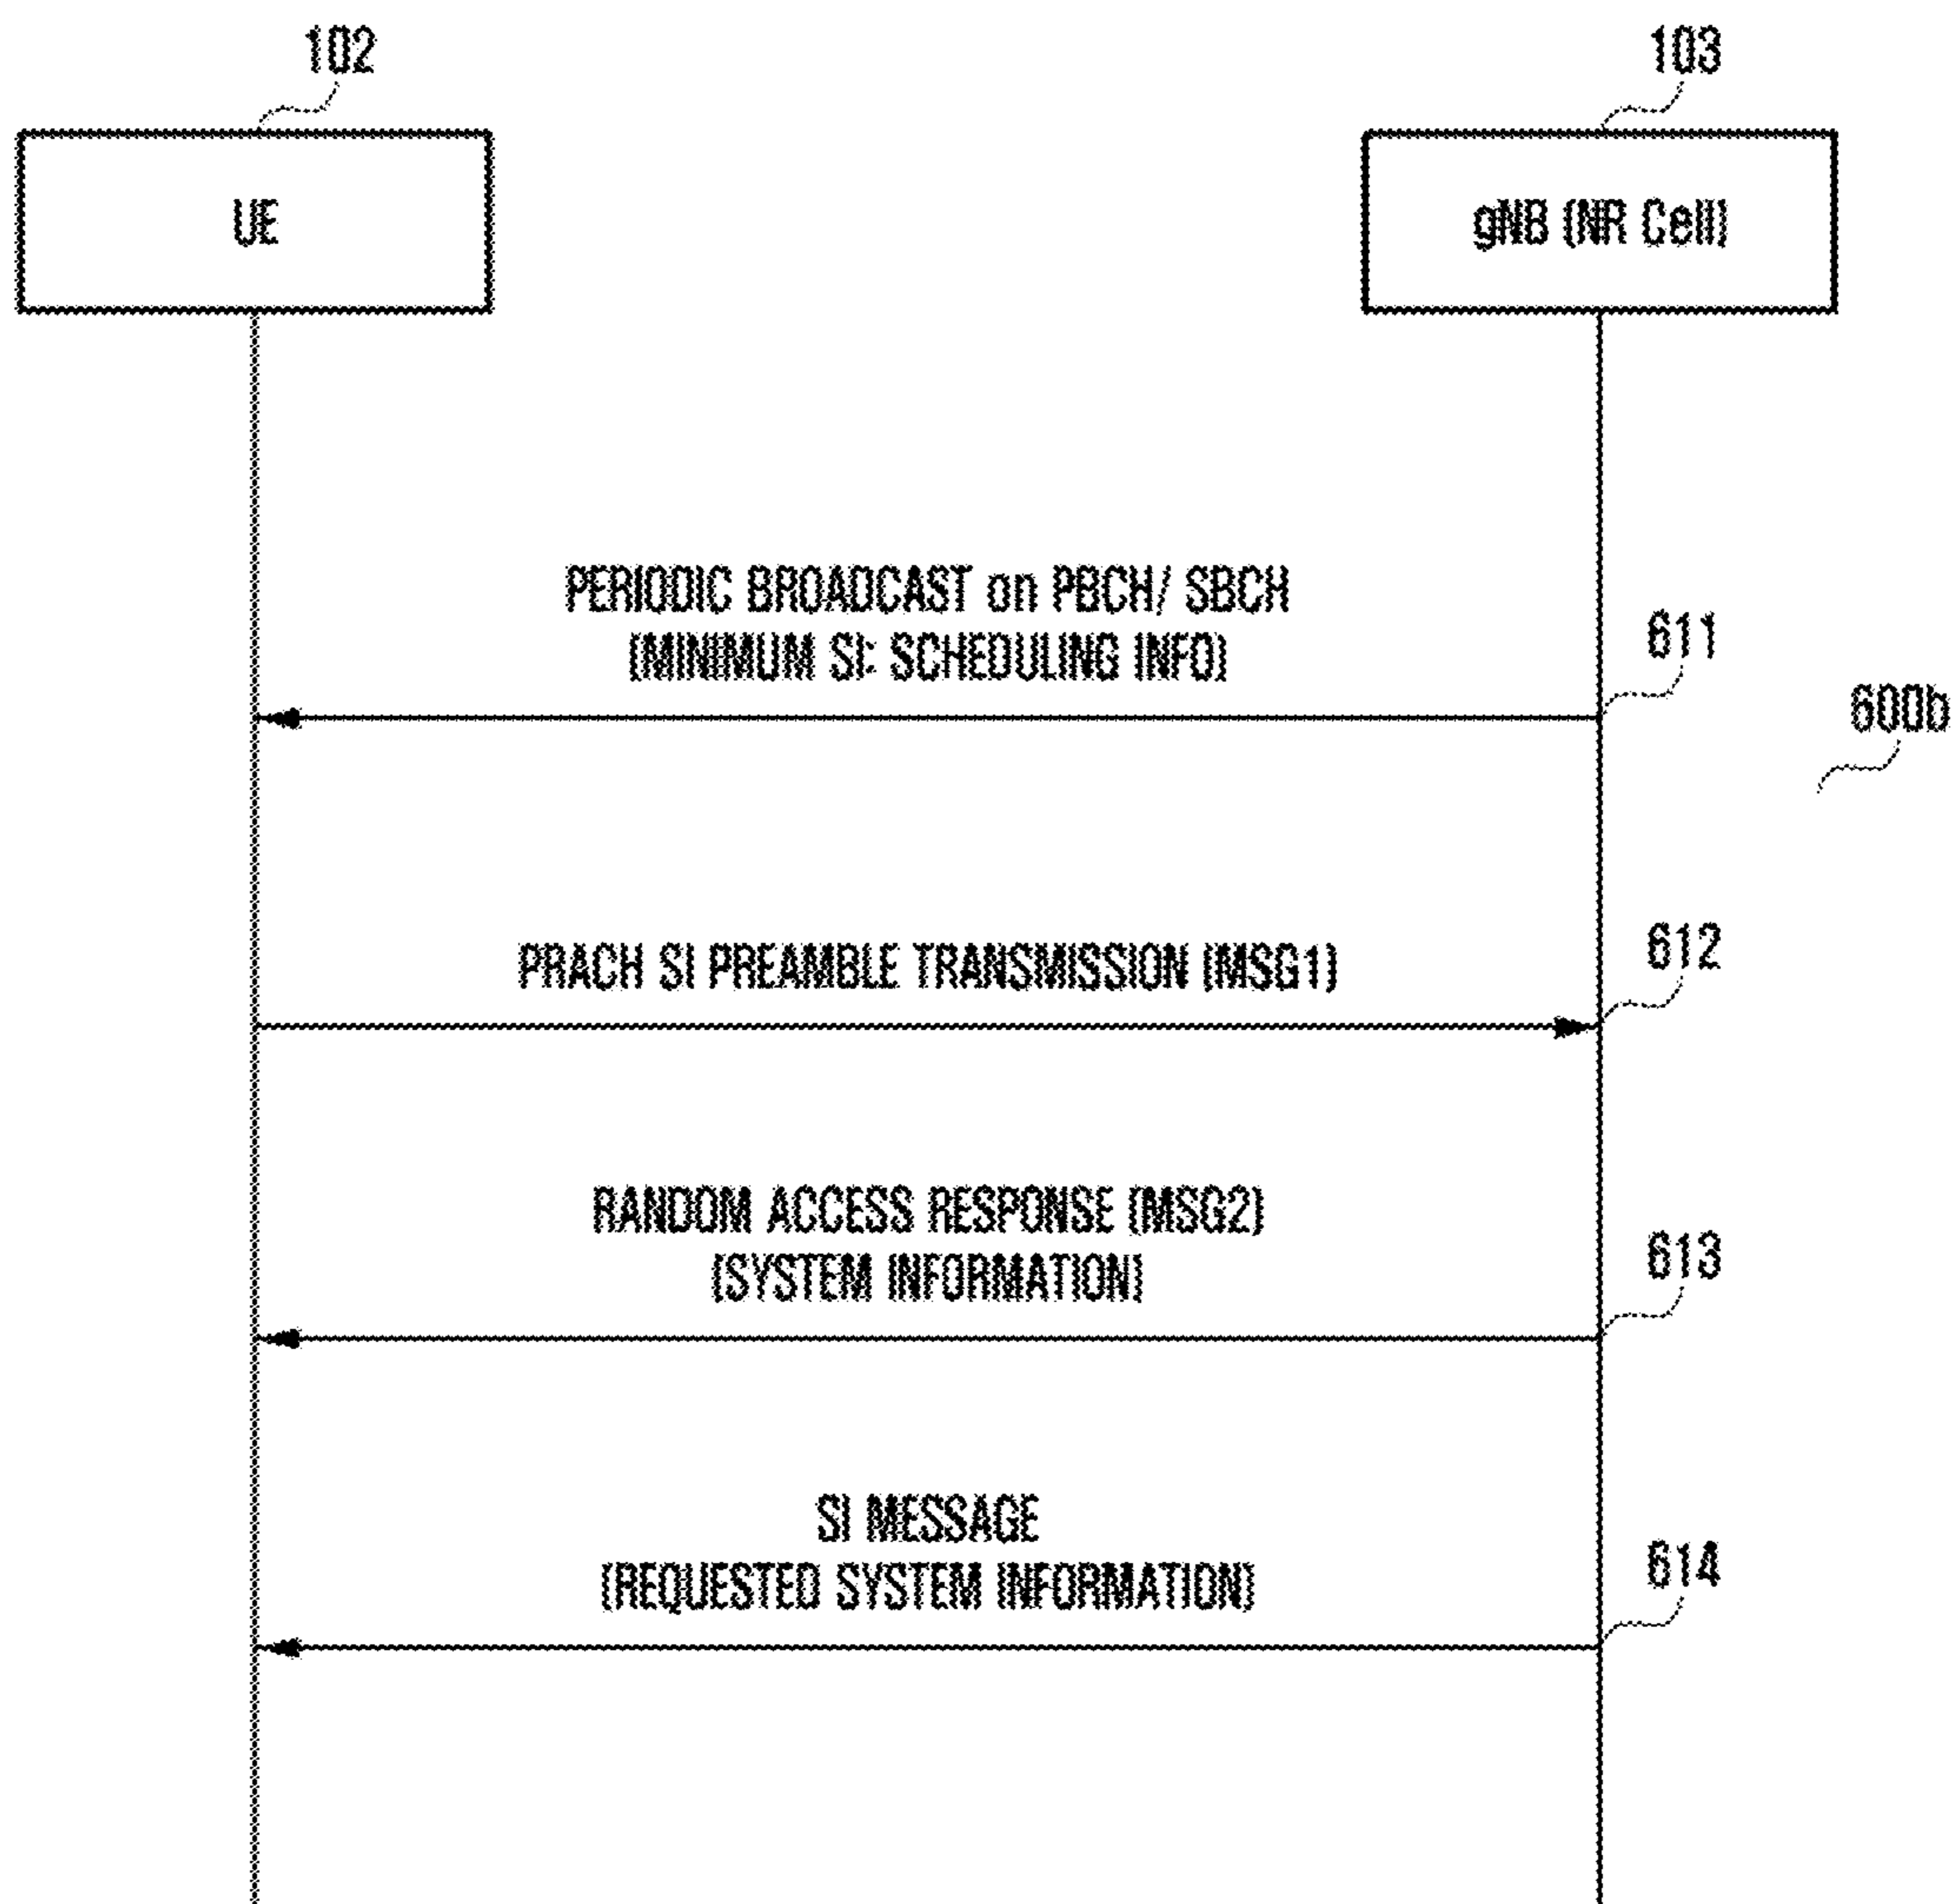 102
103
UE
gNB (NR Cell)
PERIODIC BROADCAST on PBCH/ SBCH
(MINIMUM SI: SCHEDULING INFO)
611
600b
PRACH SI PREAMBLE TRANSMISSION (MSG1)
612
RANDOM ACCESS RESPONSE (MSG2)
(SYSTEM INFORMATION)
613
SI MESSAGE
(REQUESTED SYSTEM INFORMATION)
614